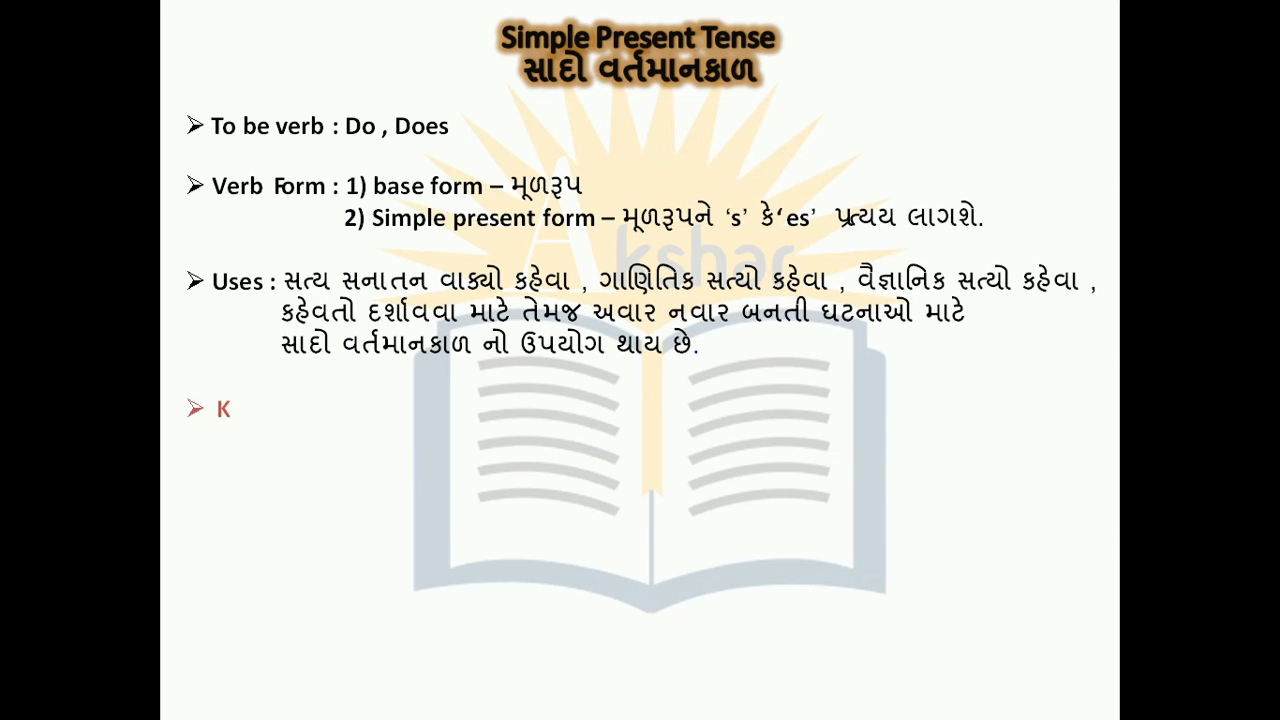 Simple Present Tense
સાદો વર્તમાનકાળ
➢ To be verb : Do , Does
➢ Verb Form : 1) base form – મૂળરૂપ
2) Simple present form – મૂળરૂપને ‘s’ કે ‘es’ પ્રત્યય લાગશે.
➢ Uses : સત્ય સનાતન વાક્યો કહેવા , ગાણિતિક સત્યો કહેવા , વૈજ્ઞાનિક સત્યો કહેવા ,
કહેવતો દર્શાવવા માટે તેમજ અવાર નવાર બનતી ઘટનાઓ માટે
સાદો વર્તમાનકાળ નો ઉપયોગ થાય છે.
➢ K
Akshar